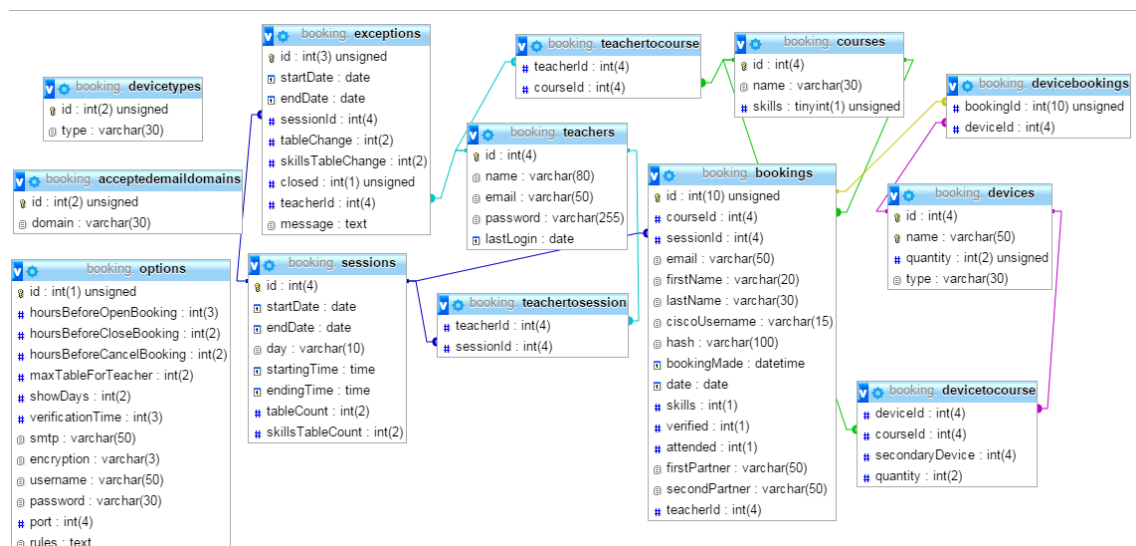 booking. devicetypes
id : int(2) unsigned
type : varchar(30)
booking. acceptedemaildomains
id : int(2) unsigned
domain : varchar(30)
booking. options
id : int(1) unsigned
hoursBeforeOpenBooking : int(3)
hoursBeforeCloseBooking : int(2)
hoursBeforeCancelBooking : int(2)
maxTableForTeacher : int(2)
showDays : int(2)
verificationTime : int(3)
smtp : varchar(50)
encryption : varchar(3)
username : varchar(50)
password : varchar(30)
port : int(4)
rules : text
booking. exceptions
id : int(3) unsigned
startDate : date
endDate : date
sessionId : int(4)
tableChange : int(2)
skillsTableChange : int(2)
closed : int(1) unsigned
teacherId : int(4)
message : text
booking. sessions
id : int(4)
startDate : date
endDate : date
day : varchar(10)
startingTime : time
endingTime : time
tableCount : int(2)
skillsTableCount : int(2)
booking. teachertocourse
teacherId : int(4)
courseId : int(4)
booking. teachers
id : int(4)
name : varchar(80)
email : varchar(50)
password : varchar(255)
lastLogin : date
booking. teachertosession
teacherId : int(4)
sessionId : int(4)
booking. courses
id : int(4)
name : varchar(30)
skills : tinyint(1) unsigned
booking. bookings
id : int(10) unsigned
courseId : int(4)
sessionId : int(4)
email : varchar(50)
firstName : varchar(20)
lastName : varchar(30)
ciscoUsername : varchar(15)
hash : varchar(100)
bookingMade : datetime
date : date
skills : int(1)
verified : int(1)
attended : int(1)
firstPartner : varchar(50)
secondPartner : varchar(50)
teacherId : int(4)
booking. devicebookings
bookingId : int(10) unsigned
deviceId : int(4)
booking. devices
id : int(4)
name : varchar(50)
quantity : int(2) unsigned
type : varchar(30)
booking. devicetocourse
deviceId : int(4)
courseId : int(4)
secondaryDevice : int(4)
quantity : int(2)